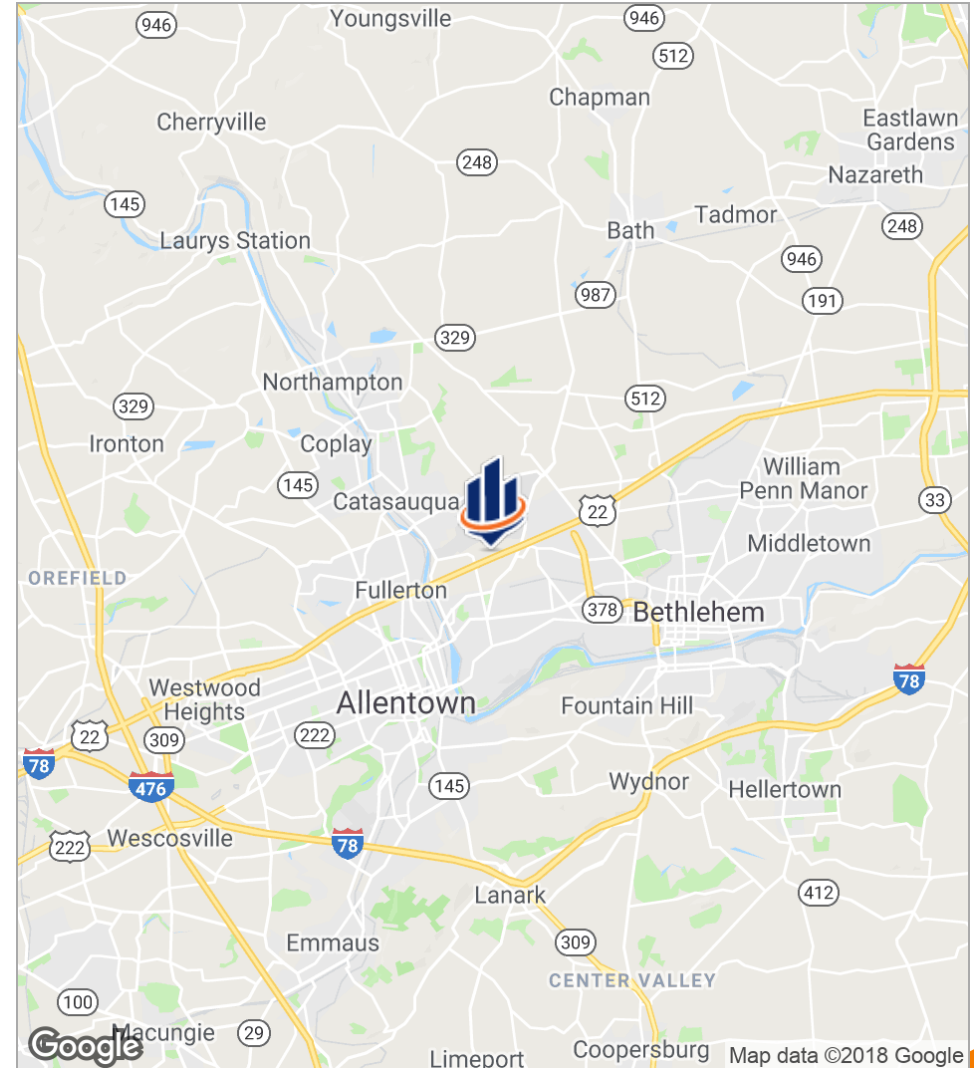 Youngsville
946
946
512
Chapman
Cherryville
Eastlawn
Gardens
248
Nazareth
145
Tadmor
Bath
248
Laurys Station
946
987
191
329
Northampton
512
329
Ironton
Coplay
William
Penn Manor
145
Catasauqua
33
22
Middletown
OREFIELD
Fullerton
378
Bethlehem
78
Westwood
Heights
Allentown
Fountain Hill
22
309
222
78
476
145
Wydnor
Hellertown
222
Wescosville
78
Lanark
412
Emmaus
309
CENTER VALLEY
100
Google
Macungie
29
Limeport
Coopersburg
Map data ©2018 Google